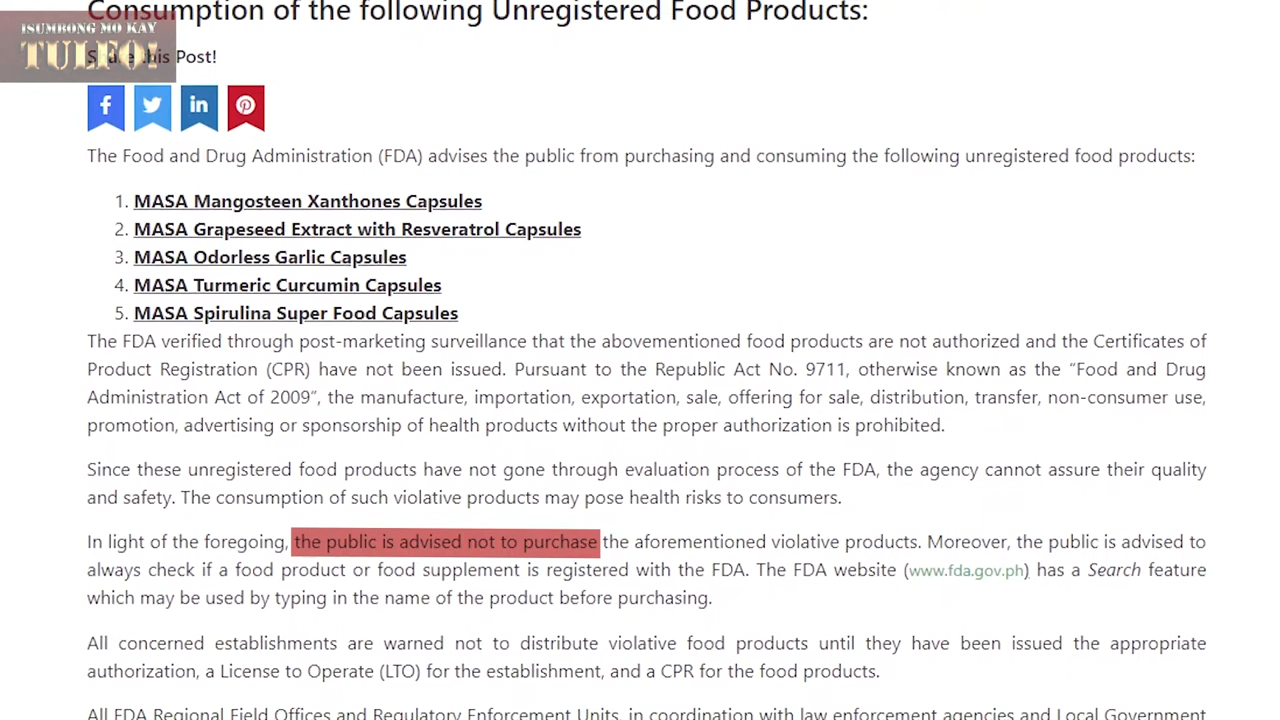 Consumption of the following Unregistered Food Products:
ISUMBONG MO KAY
TULFO!
Share this Post!
The Food and Drug Administration (FDA) advises the public from purchasing and consuming the following unregistered food products:
1. MASA Mangosteen Xanthones Capsules
2. MASA Grapeseed Extract with Resveratrol Capsules
3. MASA Odorless Garlic Capsules
4. MASA Turmeric Curcumin Capsules
5. MASA Spirulina Super Food Capsules
The FDA verified through post-marketing surveillance that the abovementioned food products are not authorized and the Certificates of
Product Registration (CPR) have not been issued. Pursuant to the Republic Act No. 9711, otherwise known as the “Food and Drug
Administration Act of 2009”, the manufacture, importation, exportation, sale, offering for sale, distribution, transfer, non-consumer use,
promotion, advertising or sponsorship of health products without the proper authorization is prohibited.
Since these unregistered food products have not gone through evaluation process of the FDA, the agency cannot assure their quality
and safety. The consumption of such violative products may pose health risks to consumers.
In light of the foregoing, the public is advised not to purchase the aforementioned violative products. Moreover, the public is advised to
always check if a food product or food supplement is registered with the FDA. The FDA website (www.fda.gov.ph) has a Search feature
which may be used by typing in the name of the product before purchasing.
All concerned establishments are warned not to distribute violative food products until they have been issued the appropriate
authorization, a License to Operate (LTO) for the establishment, and a CPR for the food products.
All FDA Regional Field Offices and Regulatory Enforcement Units, in coordination with law enforcement agencies and Local Government